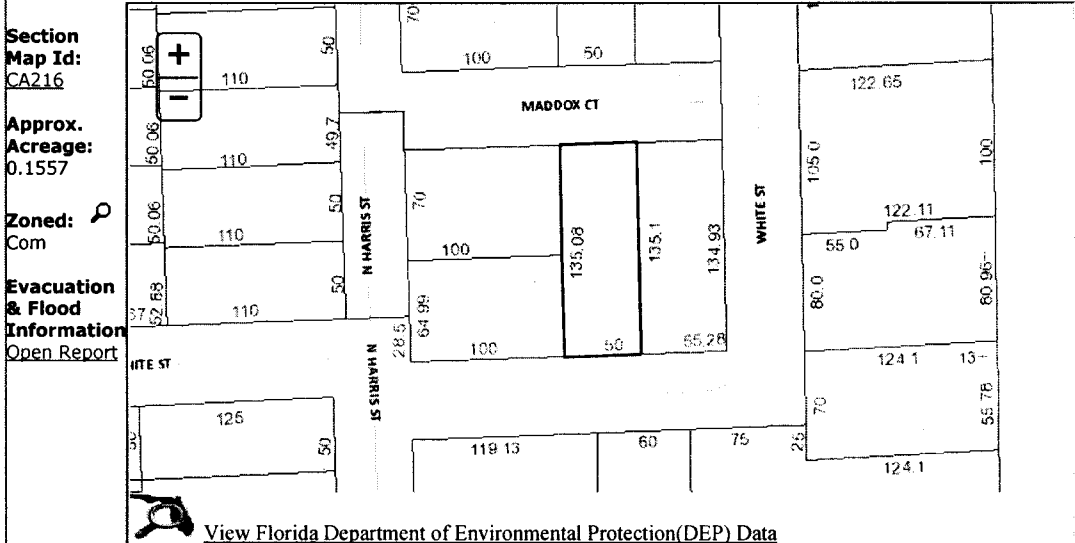 Section
Map Id:
CA216
Approx.
Acreage:
0.1557
Zoned:
Com
Evacuation
& Flood
Information
Open Report
+
−
70
100
50
50.06
50
110
MADDOX CT
122.65
50.06
49.7
110
70
105.0
100
50.06
50
110
N HARRIS ST
100
135.08
135.1
134.93
WHITE ST
122.11
67.11
55.0
52.88
50
110
28.5
64.99
100
50
55.28
80.0
80.96
124.1
13
ITE ST
N HARRIS ST
125
50
119.13
60
75
25
70
55.78
124.1
View Florida Department of Environmental Protection(DEP) Data